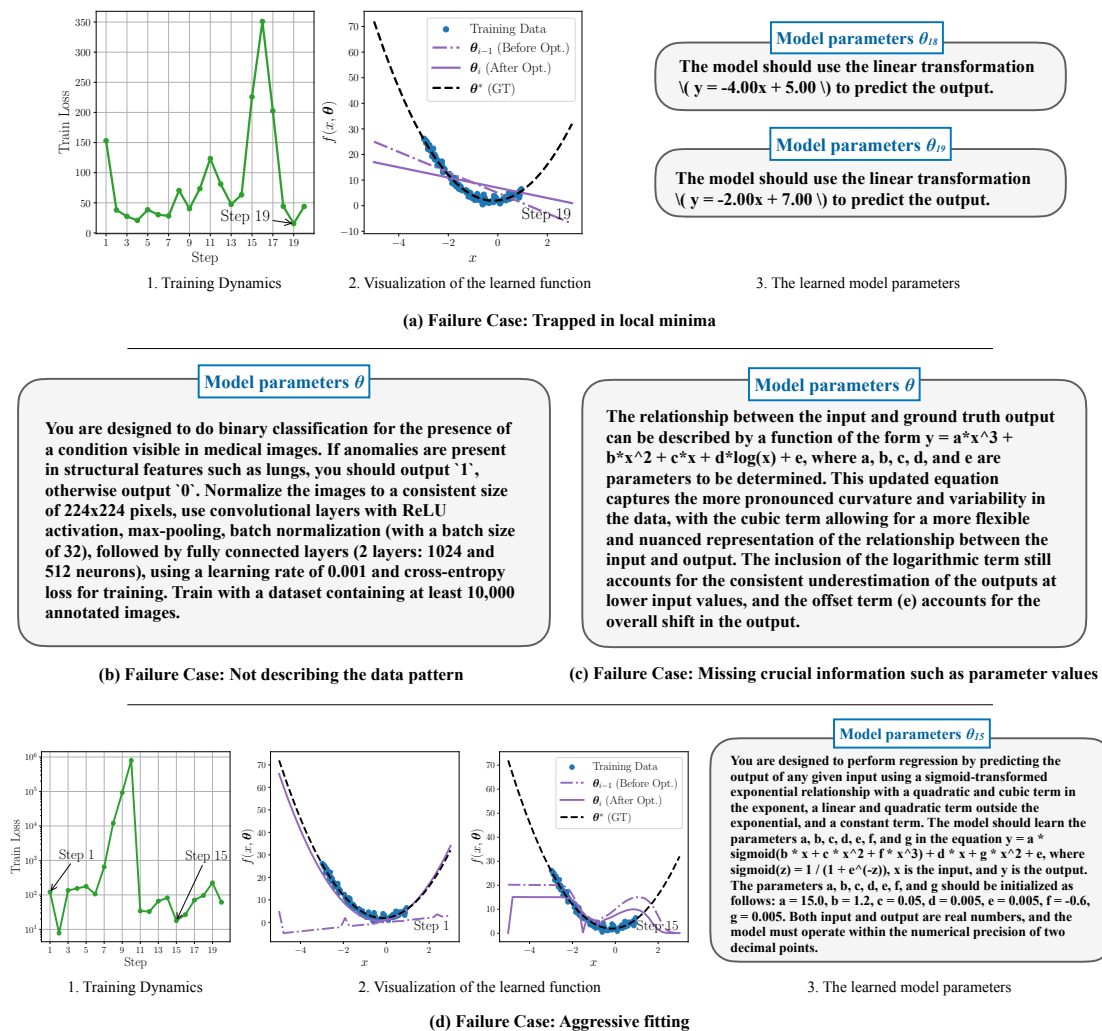 350
300
250
200
150
100
50
0
Train Loss
1 3 5 7 9 11 13 15 17 19
Step
Step 19
1. Training Dynamics
70
60
50
40
30
20
10
0
−10
f(x, θ)
−4 −2 0 2
x
Training Data
θi−1 (Before Opt.)
θi (After Opt.)
θ* (GT)
Step 19
2. Visualization of the learned function
Model parameters θ18
The model should use the linear transformation
\( y = -4.00x + 5.00 \) to predict the output.
Model parameters θ19
The model should use the linear transformation
\( y = -2.00x + 7.00 \) to predict the output.
3. The learned model parameters
(a) Failure Case: Trapped in local minima
Model parameters θ
You are designed to do binary classification for the presence of
a condition visible in medical images. If anomalies are present
in structural features such as lungs, you should output `1`,
otherwise output `0`. Normalize the images to a consistent size
of 224x224 pixels, use convolutional layers with ReLU
activation, max-pooling, batch normalization (with a batch size
of 32), followed by fully connected layers (2 layers: 1024 and
512 neurons), using a learning rate of 0.001 and cross-entropy
loss for training. Train with a dataset containing at least 10,000
annotated images.
(b) Failure Case: Not describing the data pattern
Model parameters θ
The relationship between the input and ground truth output
can be described by a function of the form y = a*x^3 +
b*x^2 + c*x + d*log(x) + e, where a, b, c, d, and e are
parameters to be determined. This updated equation
captures the more pronounced curvature and variability in
the data, with the cubic term allowing for a more flexible
and nuanced representation of the relationship between the
input and output. The inclusion of the logarithmic term still
accounts for the consistent underestimation of the outputs at
lower input values, and the offset term (e) accounts for the
overall shift in the output.
(c) Failure Case: Missing crucial information such as parameter values
10^6
10^5
10^4
10^3
10^2
10^1
Train Loss
1 3 5 7 9 11 13 15 17 19
Step
Step 1
Step 15
1. Training Dynamics
70
60
50
40
30
20
10
0
f(x, θ)
−4 −2 0 2
x
Step 1
70
60
50
40
30
20
10
0
f(x, θ)
−4 −2 0 2
x
Training Data
θi−1 (Before Opt.)
θi (After Opt.)
θ* (GT)
Step 15
2. Visualization of the learned function
Model parameters θ15
You are designed to perform regression by predicting the
output of any given input using a sigmoid-transformed
exponential relationship with a quadratic and cubic term in
the exponent, a linear and quadratic term outside the
exponential, and a constant term. The model should learn the
parameters a, b, c, d, e, f, and g in the equation y = a *
sigmoid(b * x + c * x^2 + f * x^3) + d * x + g * x^2 + e, where
sigmoid(z) = 1 / (1 + e^(-z)), x is the input, and y is the output.
The parameters a, b, c, d, e, f, and g should be initialized as
follows: a = 15.0, b = 1.2, c = 0.05, d = 0.005, e = 0.005, f = -0.6,
g = 0.005. Both input and output are real numbers, and the
model must operate within the numerical precision of two
decimal points.
3. The learned model parameters
(d) Failure Case: Aggressive fitting